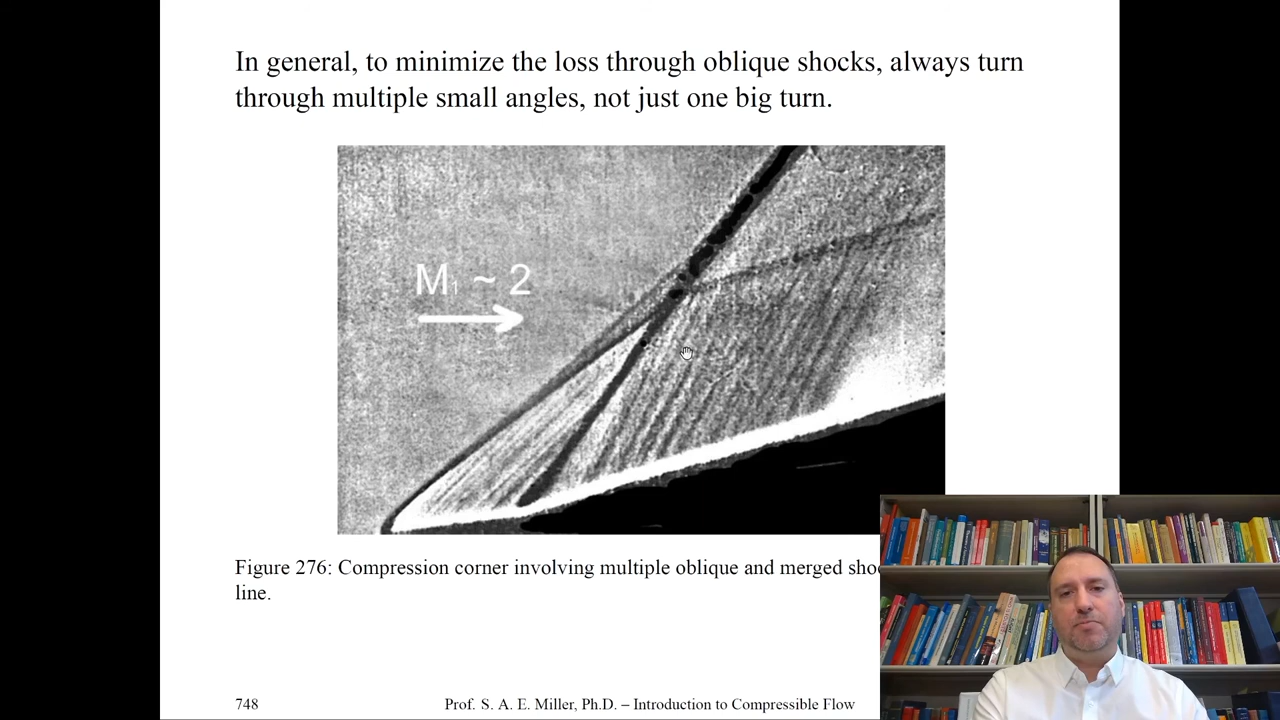 In general, to minimize the loss through oblique shocks, always turn
through multiple small angles, not just one big turn.
M1 ~ 2
Figure 276: Compression corner involving multiple oblique and merged
line.
748
Prof. S. A. E. Miller, Ph.D. – Introduction to Compressible Flow